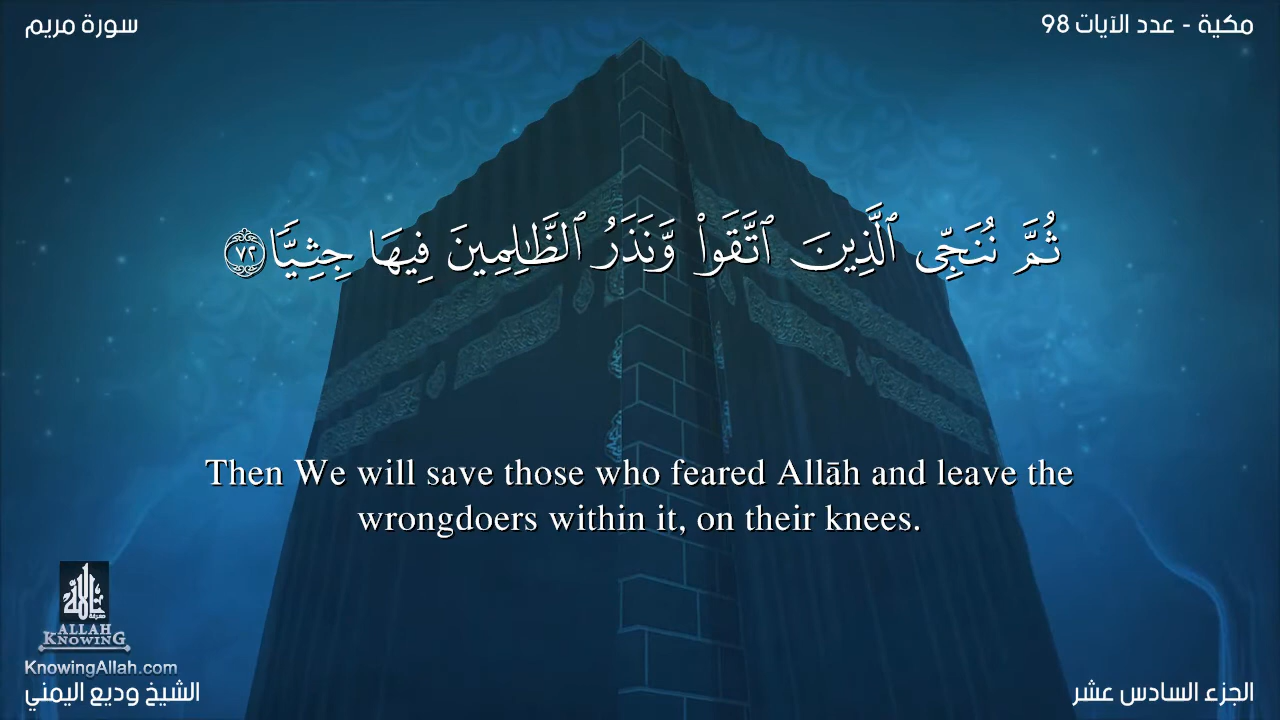 سورة مريم
مكية - عدد الآيات 98
ثُمَّ نُنَجِّى ٱلَّذِينَ ٱتَّقَوا۟ وَّنَذَرُ ٱلظَّـٰلِمِينَ فِيهَا جِثِيًّا ٧٢
Then We will save those who feared Allāh and leave the
wrongdoers within it, on their knees.
ALLAH
KNOWING
KnowingAllah.com
الشيخ وديع اليمني
الجزء السادس عشر